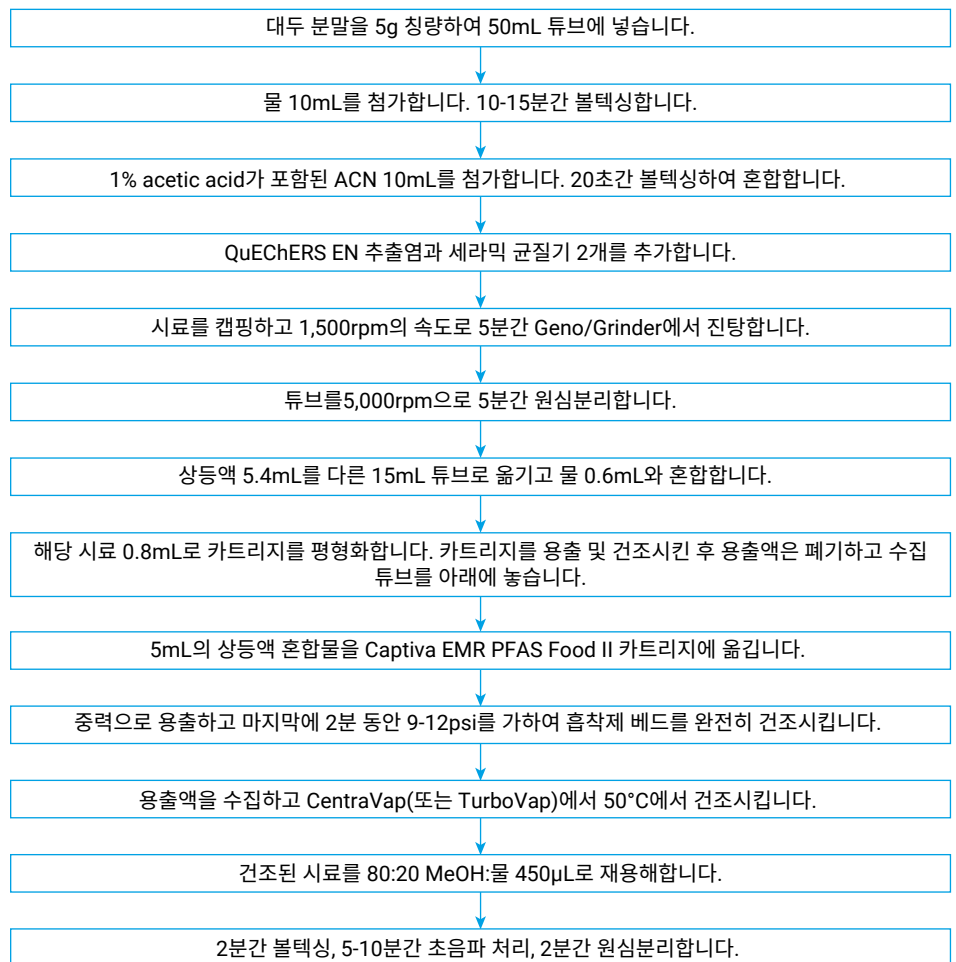 대두 분말을 5g 칭량하여 50mL 튜브에 넣습니다.
물 10mL를 첨가합니다. 10-15분간 볼텍싱합니다.
1% acetic acid가 포함된 ACN 10mL를 첨가합니다. 20초간 볼텍싱하여 혼합합니다.
QuEChERS EN 추출염과 세라믹 균질기 2개를 추가합니다.
시료를 캡핑하고 1,500rpm의 속도로 5분간 Geno/Grinder에서 진탕합니다.
튜브를5,000rpm으로 5분간 원심분리합니다.
상등액 5.4mL를 다른 15mL 튜브로 옮기고 물 0.6mL와 혼합합니다.
해당 시료 0.8mL로 카트리지를 평형화합니다. 카트리지를 용출 및 건조시킨 후 용출액은 폐기하고 수집
튜브를 아래에 놓습니다.
5mL의 상등액 혼합물을 Captiva EMR PFAS Food II 카트리지에 옮깁니다.
중력으로 용출하고 마지막에 2분 동안 9-12psi를 가하여 흡착제 베드를 완전히 건조시킵니다.
용출액을 수집하고 CentraVap(또는 TurboVap)에서 50°C에서 건조시킵니다.
건조된 시료를 80:20 MeOH:물 450µL로 재용해합니다.
2분간 볼텍싱, 5-10분간 초음파 처리, 2분간 원심분리합니다.